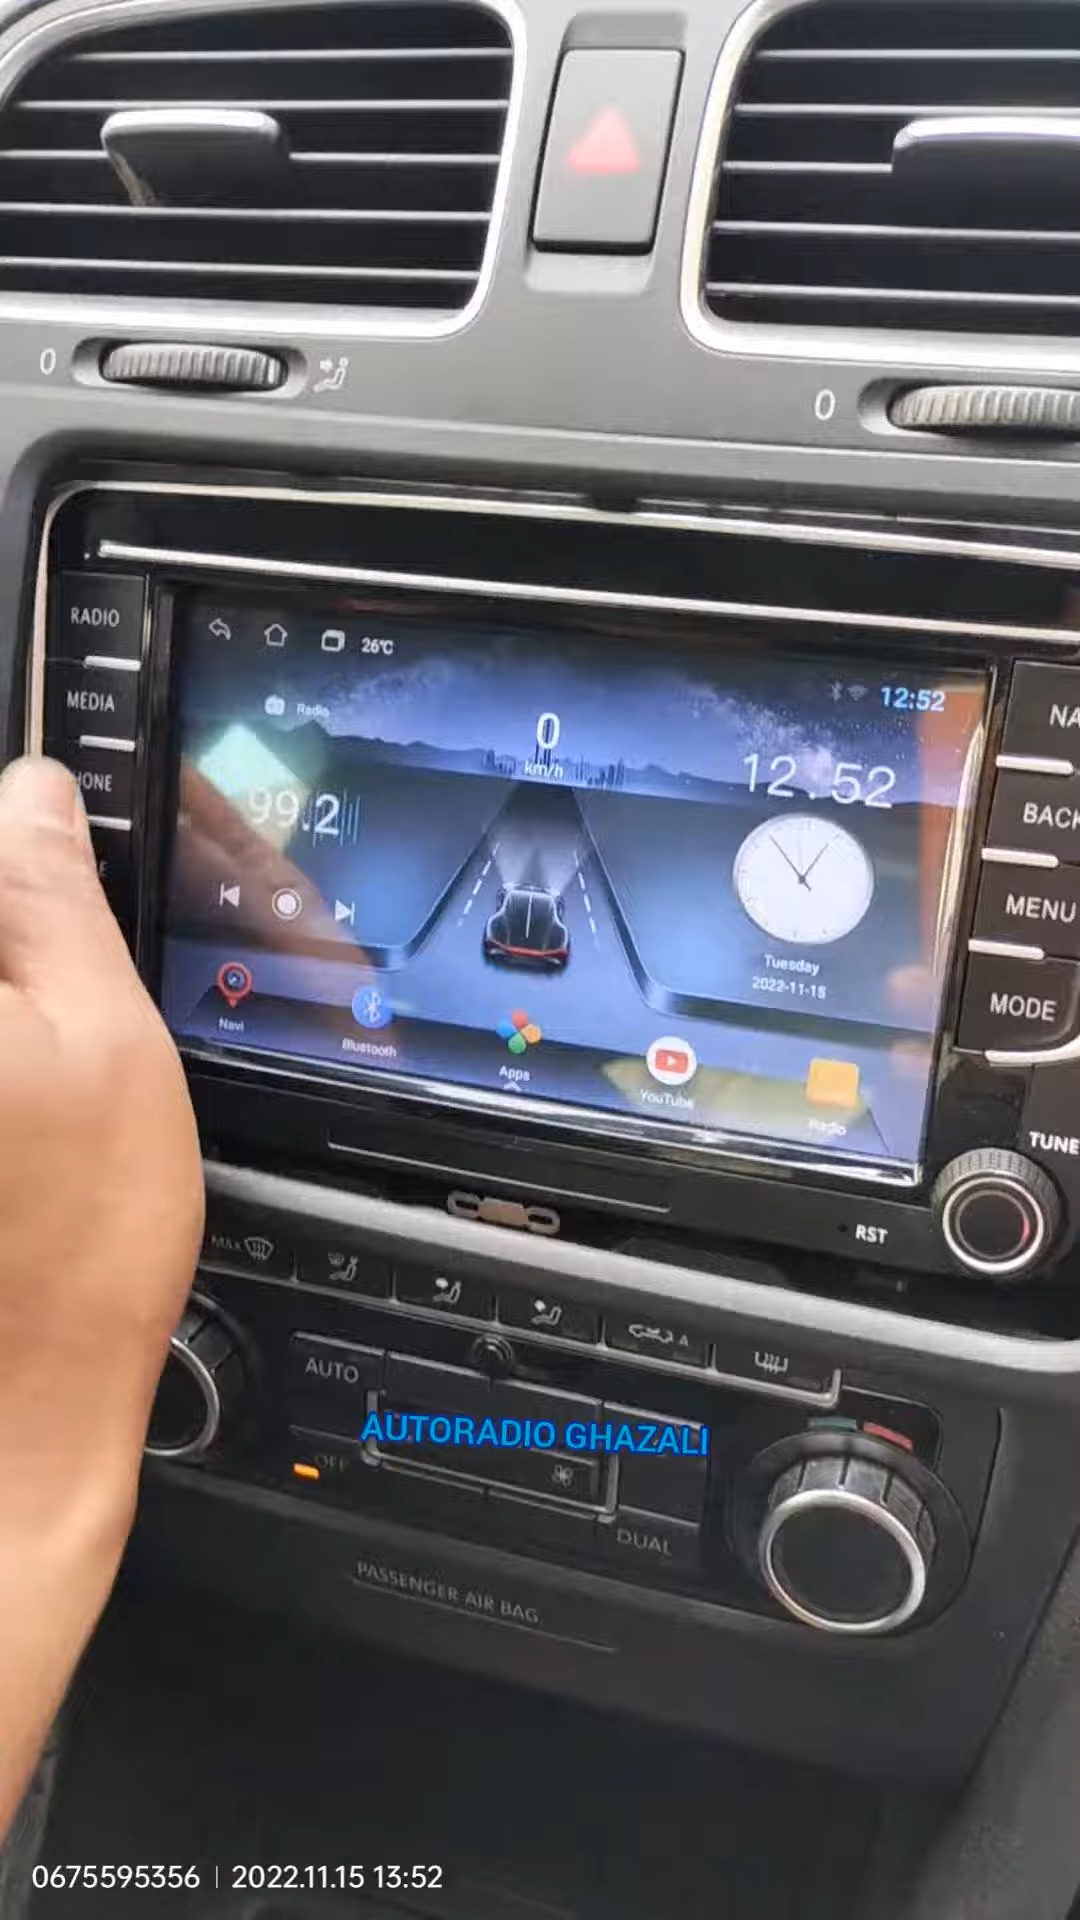 0
0
RADIO
MEDIA
HONE
26°C
12:52
Radio
0
km/h
12:52
99.2
Tuesday
2022-11-15
Navi
Bluetooth
Apps
YouTube
Radio
NA
BACK
MENU
MODE
TUNE
RST
MAX
A
AUTO
AUTORADIO GHAZALI
OFF
DUAL
PASSENGER AIR BAG
0675595356 | 2022.11.15 13:52